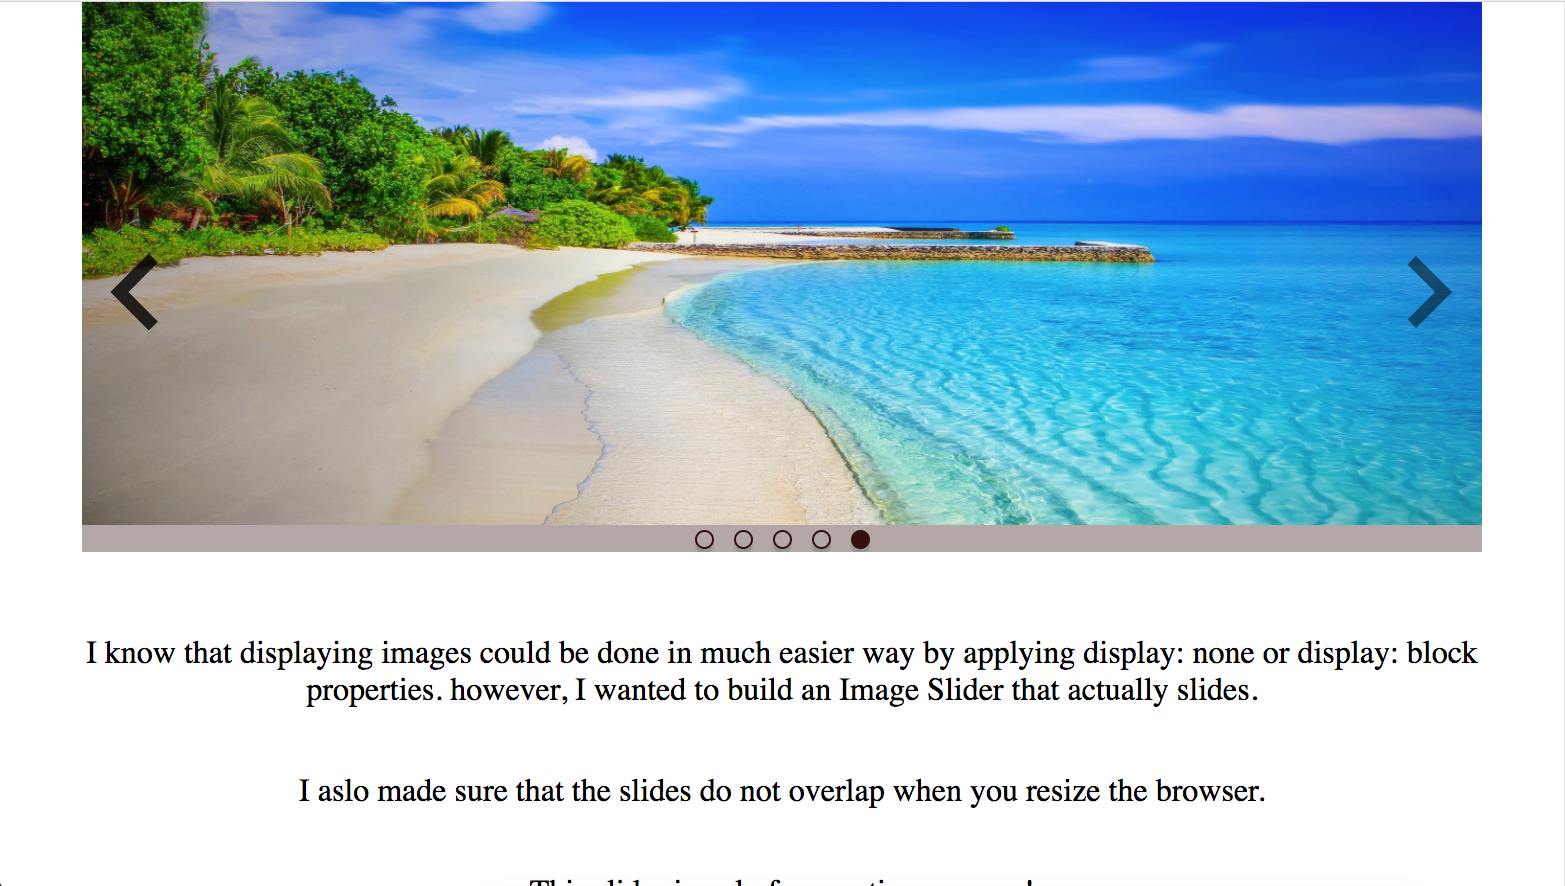 I know that displaying images could be done in much easier way by applying display: none or display: block
properties. however, I wanted to build an Image Slider that actually slides.
I aslo made sure that the slides do not overlap when you resize the browser.